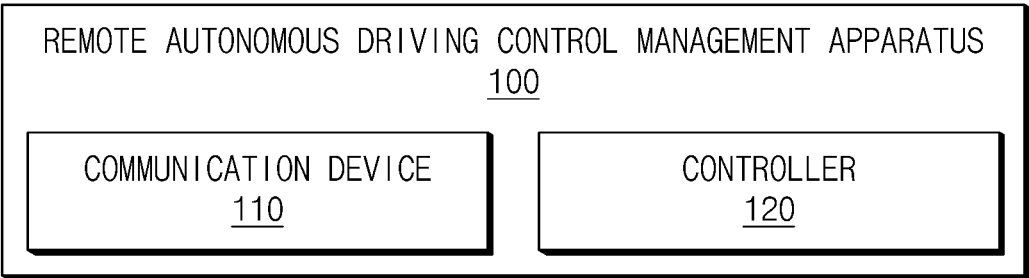 REMOTE AUTONOMOUS DRIVING CONTROL MANAGEMENT APPARATUS
100
COMMUNICATION DEVICE
110
CONTROLLER
120